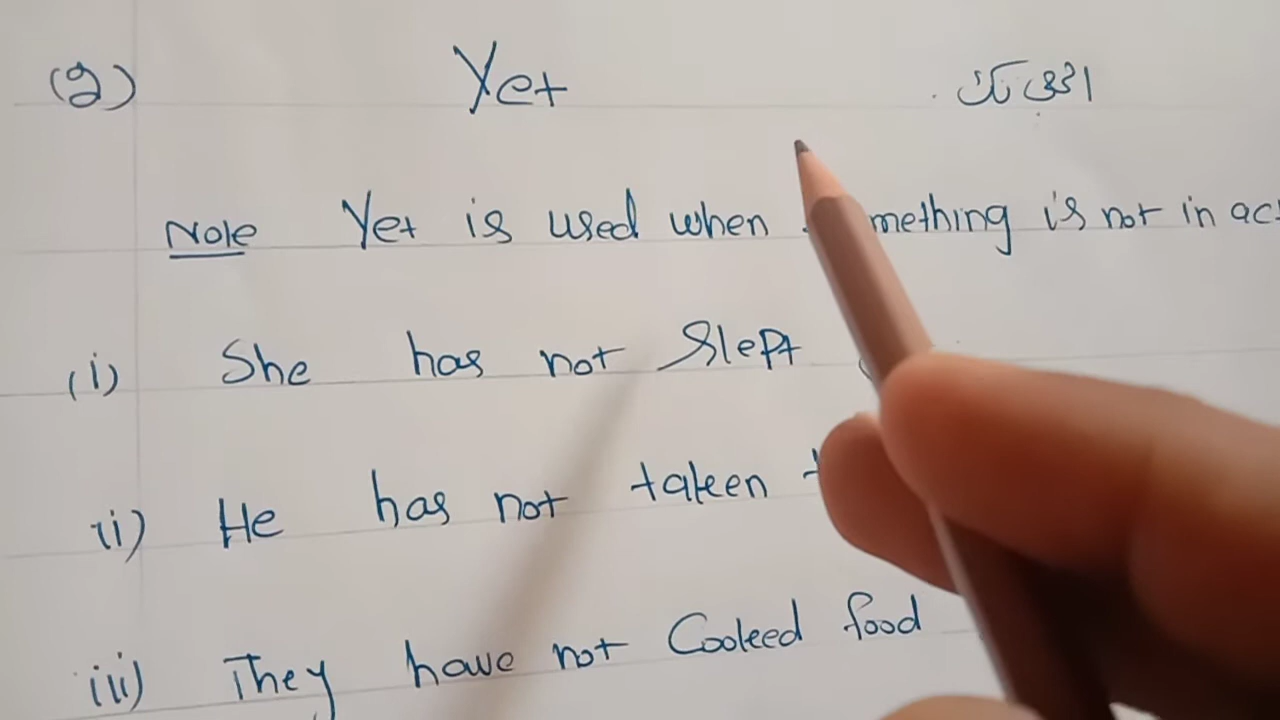 (2) Yet ابھی تک
Note Yet is used when something is not in ac
(i) She has not Slept
ii) He has not taken
iii) They have not Cooked food